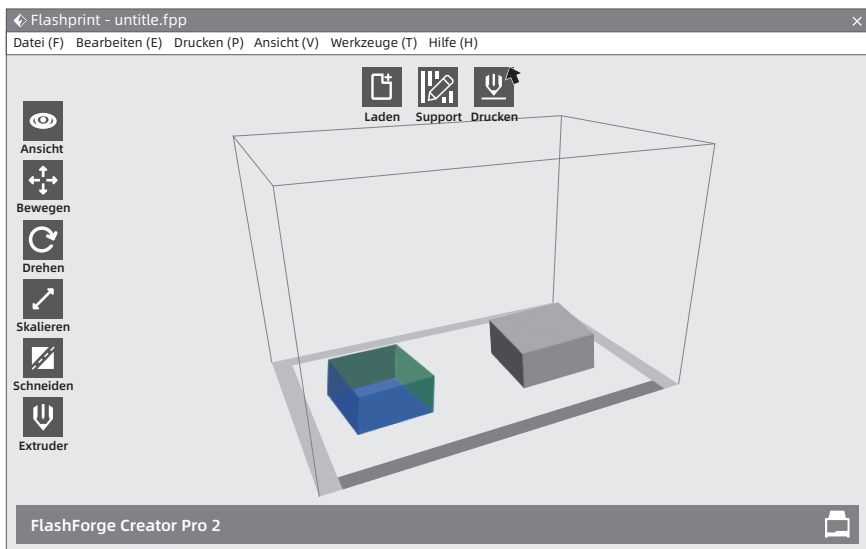 Flashprint - untitle.fpp
Datei (F) Bearbeiten (E) Drucken (P) Ansicht (V) Werkzeuge (T) Hilfe (H)
Laden Support Drucken
Ansicht
Bewegen
Drehen
Skalieren
Schneiden
Extruder
FlashForge Creator Pro 2